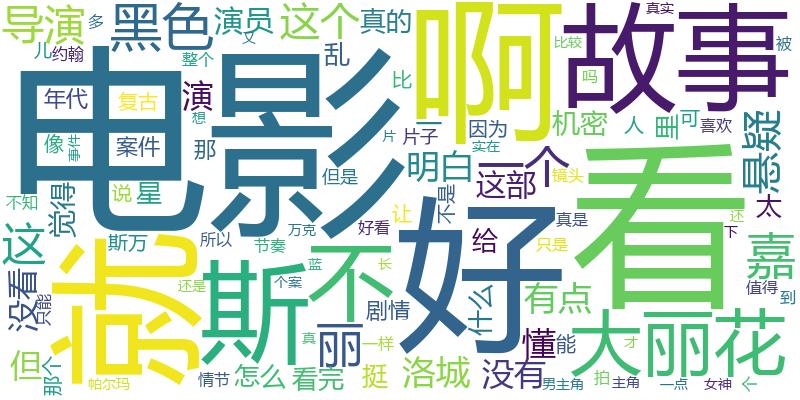 导演
多
儿
约翰
又
黑色
演员
这个
真的
整个
乱
比
啊
故事
真实
比较
被
吗
电影
年代
复古
演
想
像
事件
案件
那
片
片子
实在
一
因为
机密
人
里
可
喜欢
悬疑
明白
一个
这部
镜头
但是
觉得
说
星
不知
斯万
所以
节奏
万克
好看
让
不是
给
真是
只是
看
还
下
太
这
就
斯
不
好
嘉
值得
到
没看
只能
还是
蓝
个案
长
丽
剧情
什么
有点
大丽花
但
那个
帕尔玛
情节
怎么
看完
真
一样
挺
洛城
没有
懂
能
男主角
拍
主角
一点
才
女神